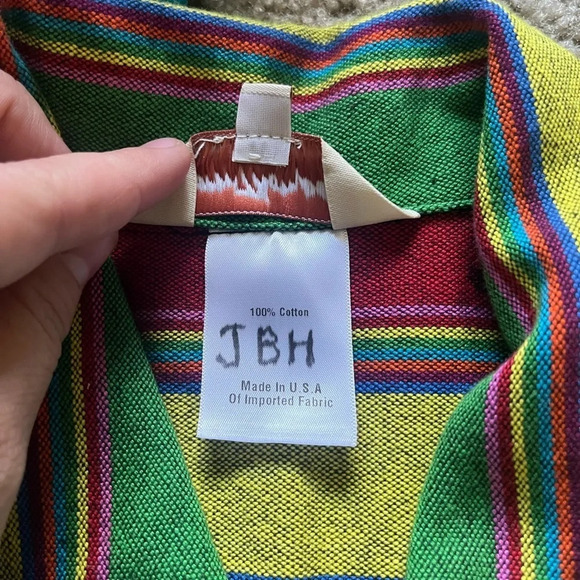 100% Cotton
JBH
Made In U.S.A
Of Imported Fabric